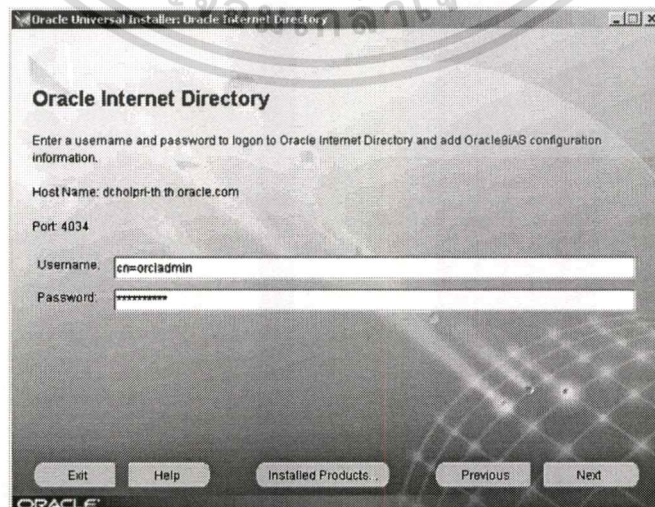 Oracle Universal Installer: Oracle Internet Directory
Oracle Internet Directory
Enter a username and password to logon to Oracle Internet Directory and add Oracle9iAS configuration
information.
Host Name: dcholpri-th.th.oracle.com
Port: 4034
Username: cn=orcladmin
Password: **********
Exit Help Installed Products... Previous Next
ORACLE